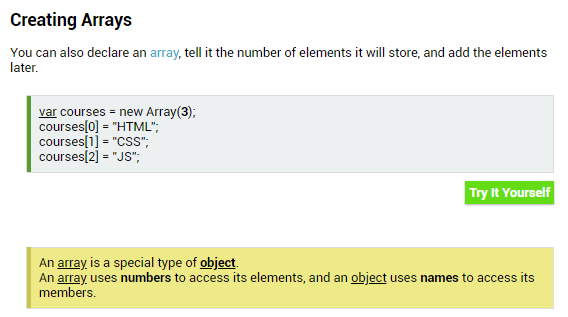 Creating Arrays
You can also declare an array, tell it the number of elements it will store, and add the elements
later.
var courses = new Array(3);
courses[0] = "HTML";
courses[1] = "CSS";
courses[2] = "JS";
Try It Yourself
An array is a special type of object.
An array uses numbers to access its elements, and an object uses names to access its
members.